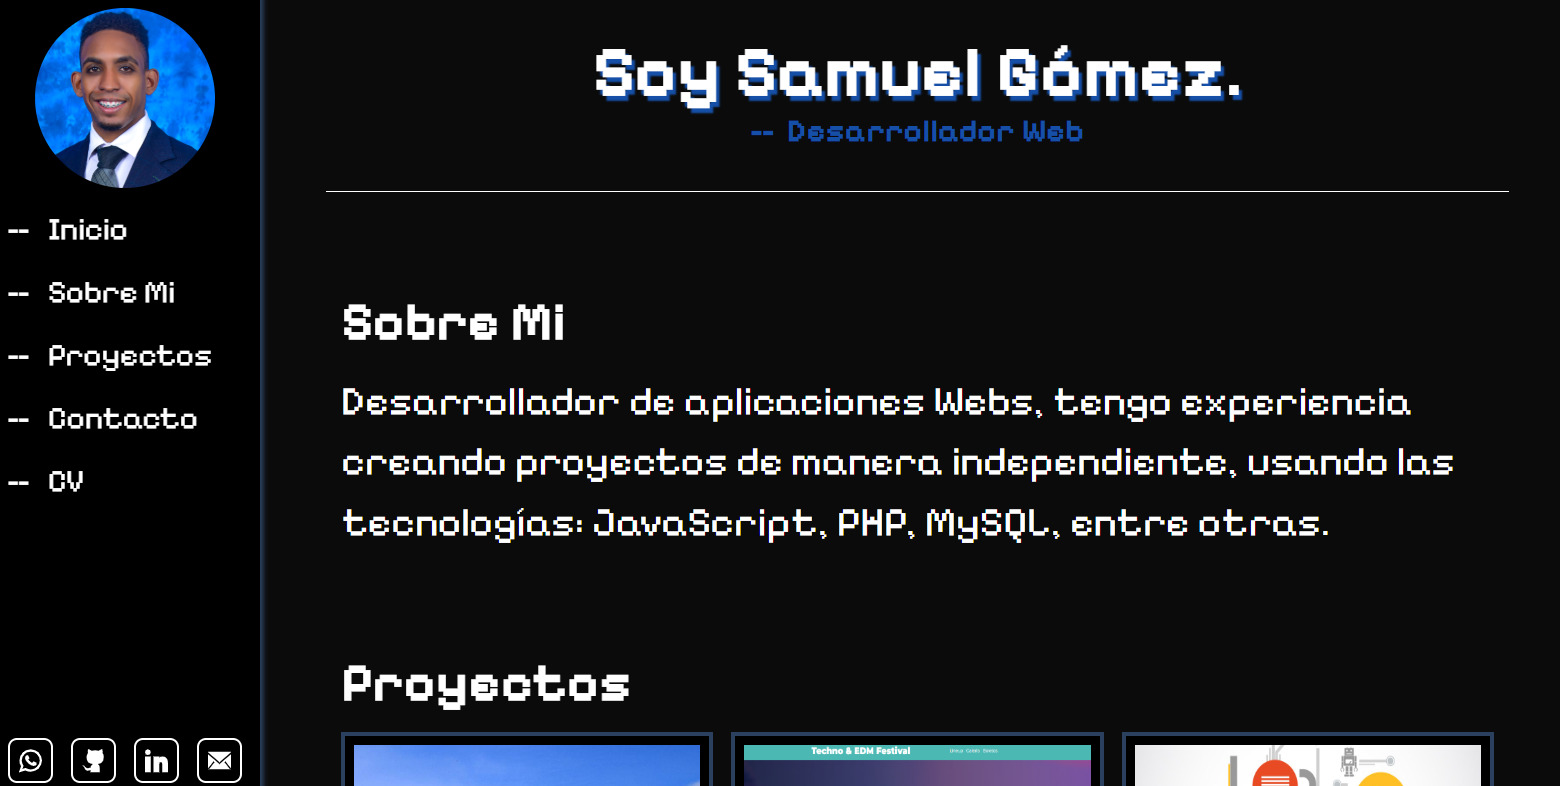 -- Inicio
-- Sobre Mi
-- Proyectos
-- Contacto
-- CV
Soy Samuel Gómez.
-- Desarrollador Web
Sobre Mi
Desarrollador de aplicaciones Webs, tengo experiencia
creando proyectos de manera independiente, usando las
tecnologías: JavaScript, PHP, MySQL, entre otras.
Proyectos
Techno & EDM Festival